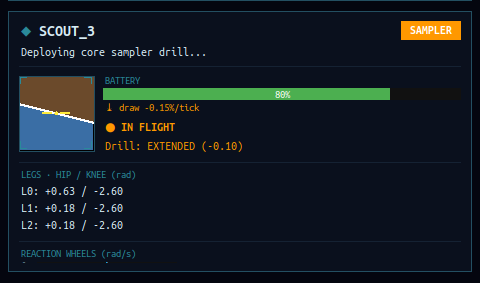 ◆ SCOUT_3
SAMPLER
Deploying core sampler drill...
BATTERY
80%
⤓ draw -0.15%/tick
● IN FLIGHT
Drill: EXTENDED (-0.10)
LEGS · HIP / KNEE (rad)
L0: +0.63 / -2.60
L1: +0.18 / -2.60
L2: +0.18 / -2.60
REACTION WHEELS (rad/s)